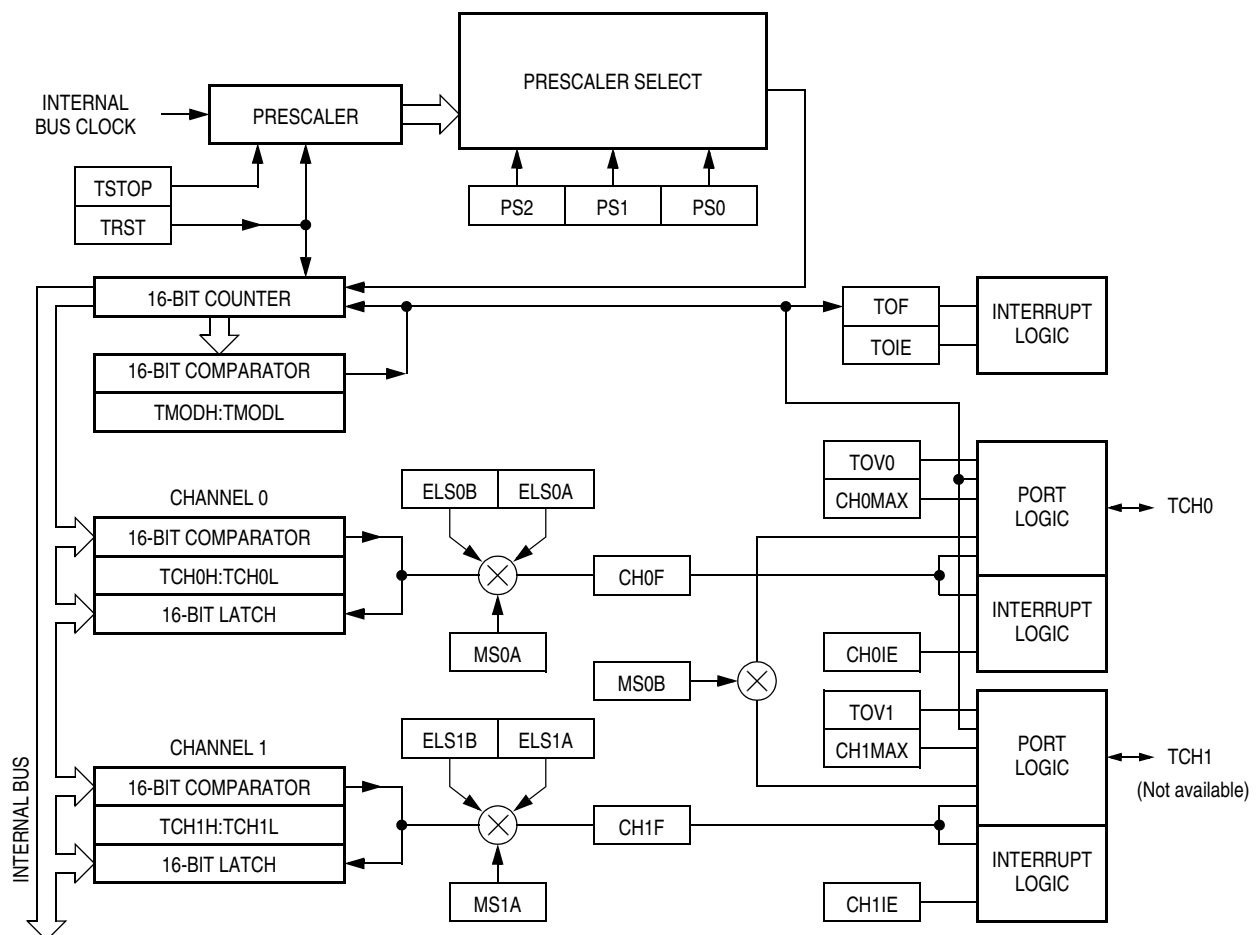 PRESCALER SELECT
INTERNAL
BUS CLOCK
PRESCALER
TSTOP
TRST
PS2
PS1
PS0
16-BIT COUNTER
16-BIT COMPARATOR
TMODH:TMODL
TOF
TOIE
INTERRUPT
LOGIC
CHANNEL 0
16-BIT COMPARATOR
TCH0H:TCH0L
16-BIT LATCH
ELS0B
ELS0A
MS0A
CH0F
TOV0
CH0MAX
PORT
LOGIC
TCH0
INTERRUPT
LOGIC
CH0IE
MS0B
CHANNEL 1
16-BIT COMPARATOR
TCH1H:TCH1L
16-BIT LATCH
ELS1B
ELS1A
MS1A
CH1F
TOV1
CH1MAX
PORT
LOGIC
TCH1
(Not available)
INTERRUPT
LOGIC
CH1IE
INTERNAL BUS